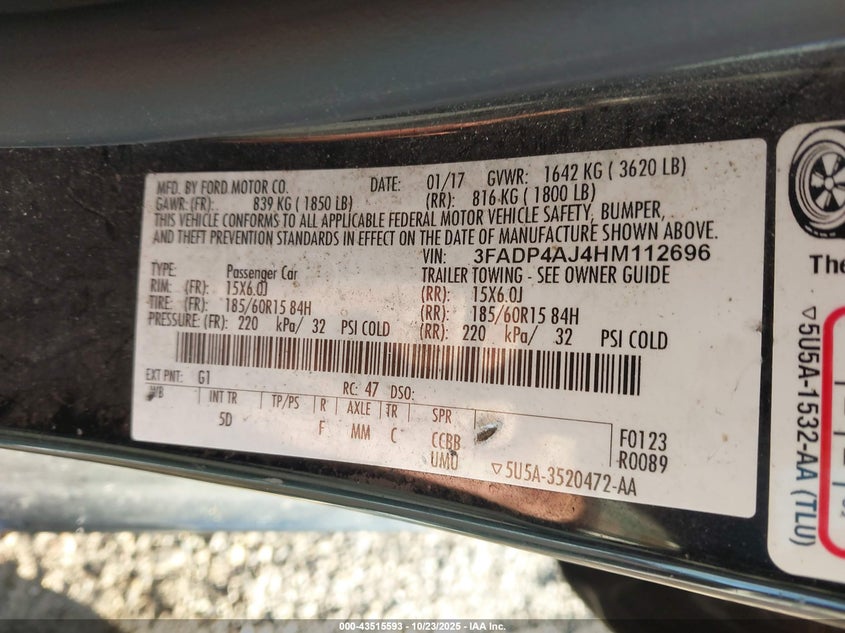 MFD. BY FORD MOTOR CO. DATE: 01/17 GVWR: 1642 KG ( 3620 LB)
GAWR: (FR): 839 KG ( 1850 LB) (RR): 816 KG ( 1800 LB)
THIS VEHICLE CONFORMS TO ALL APPLICABLE FEDERAL MOTOR VEHICLE SAFETY, BUMPER,
AND THEFT PREVENTION STANDARDS IN EFFECT ON THE DATE OF MANUFACTURE SHOWN ABOVE.
VIN: 3FADP4AJ4HM112696
TYPE: Passenger Car TRAILER TOWING - SEE OWNER GUIDE
RIM: (FR): 15X6.0J (RR): 15X6.0J
TIRE: (FR): 185/60R15 84H (RR): 185/60R15 84H
PRESSURE: (FR): 220 kPa/ 32 PSI COLD (RR): 220 kPa/ 32 PSI COLD
EXT PNT: G1 RC: 47 DSO:
WB INT TR TP/PS R AXLE TR SPR
5D F MM C CCBB F0123
UMU R0089
▽5U5A-3520472-AA
The
▽5U5A-1532-AA (TLU)
000-43515593 - 10/23/2025 - IAA Inc.